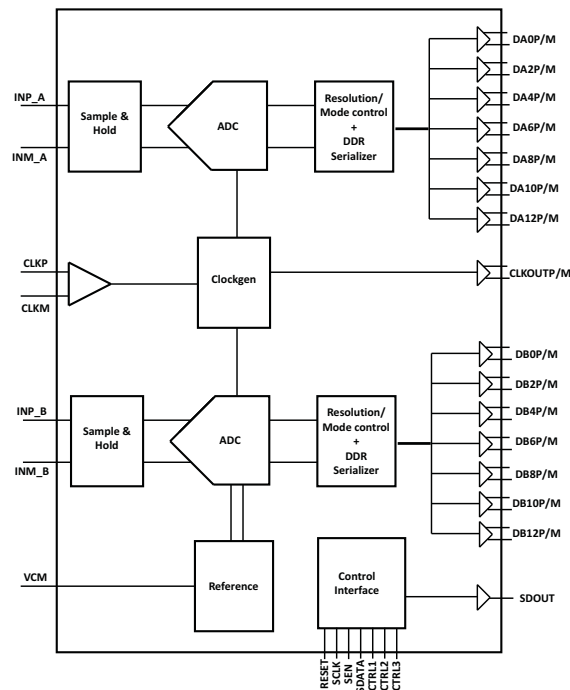 DA0P/M
DA2P/M
INP_A
Sample &
Hold
ADC
Resolution/
Mode control
+
DDR
Serializer
DA4P/M
DA6P/M
INM_A
DA8P/M
DA10P/M
DA12P/M
CLKP
CLKM
Clockgen
CLKOUTP/M
DB0P/M
DB2P/M
INP_B
Sample &
Hold
ADC
Resolution/
Mode control
+
DDR
Serializer
DB4P/M
DB6P/M
INM_B
DB8P/M
DB10P/M
DB12P/M
VCM
Reference
Control
Interface
SDOUT
RESET
SCLK
SEN
SDATA
CTRL1
CTRL2
CTRL3